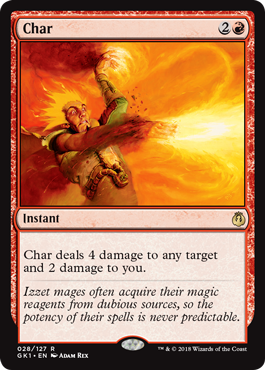 Char 2
Instant
Char deals 4 damage to any target
and 2 damage to you.
Izzet mages often acquire their magic
reagents from dubious sources, so the
potency of their spells is never predictable.
028/127 R
GK1 • EN Adam Rex ™ & © 2018 Wizards of the Coast